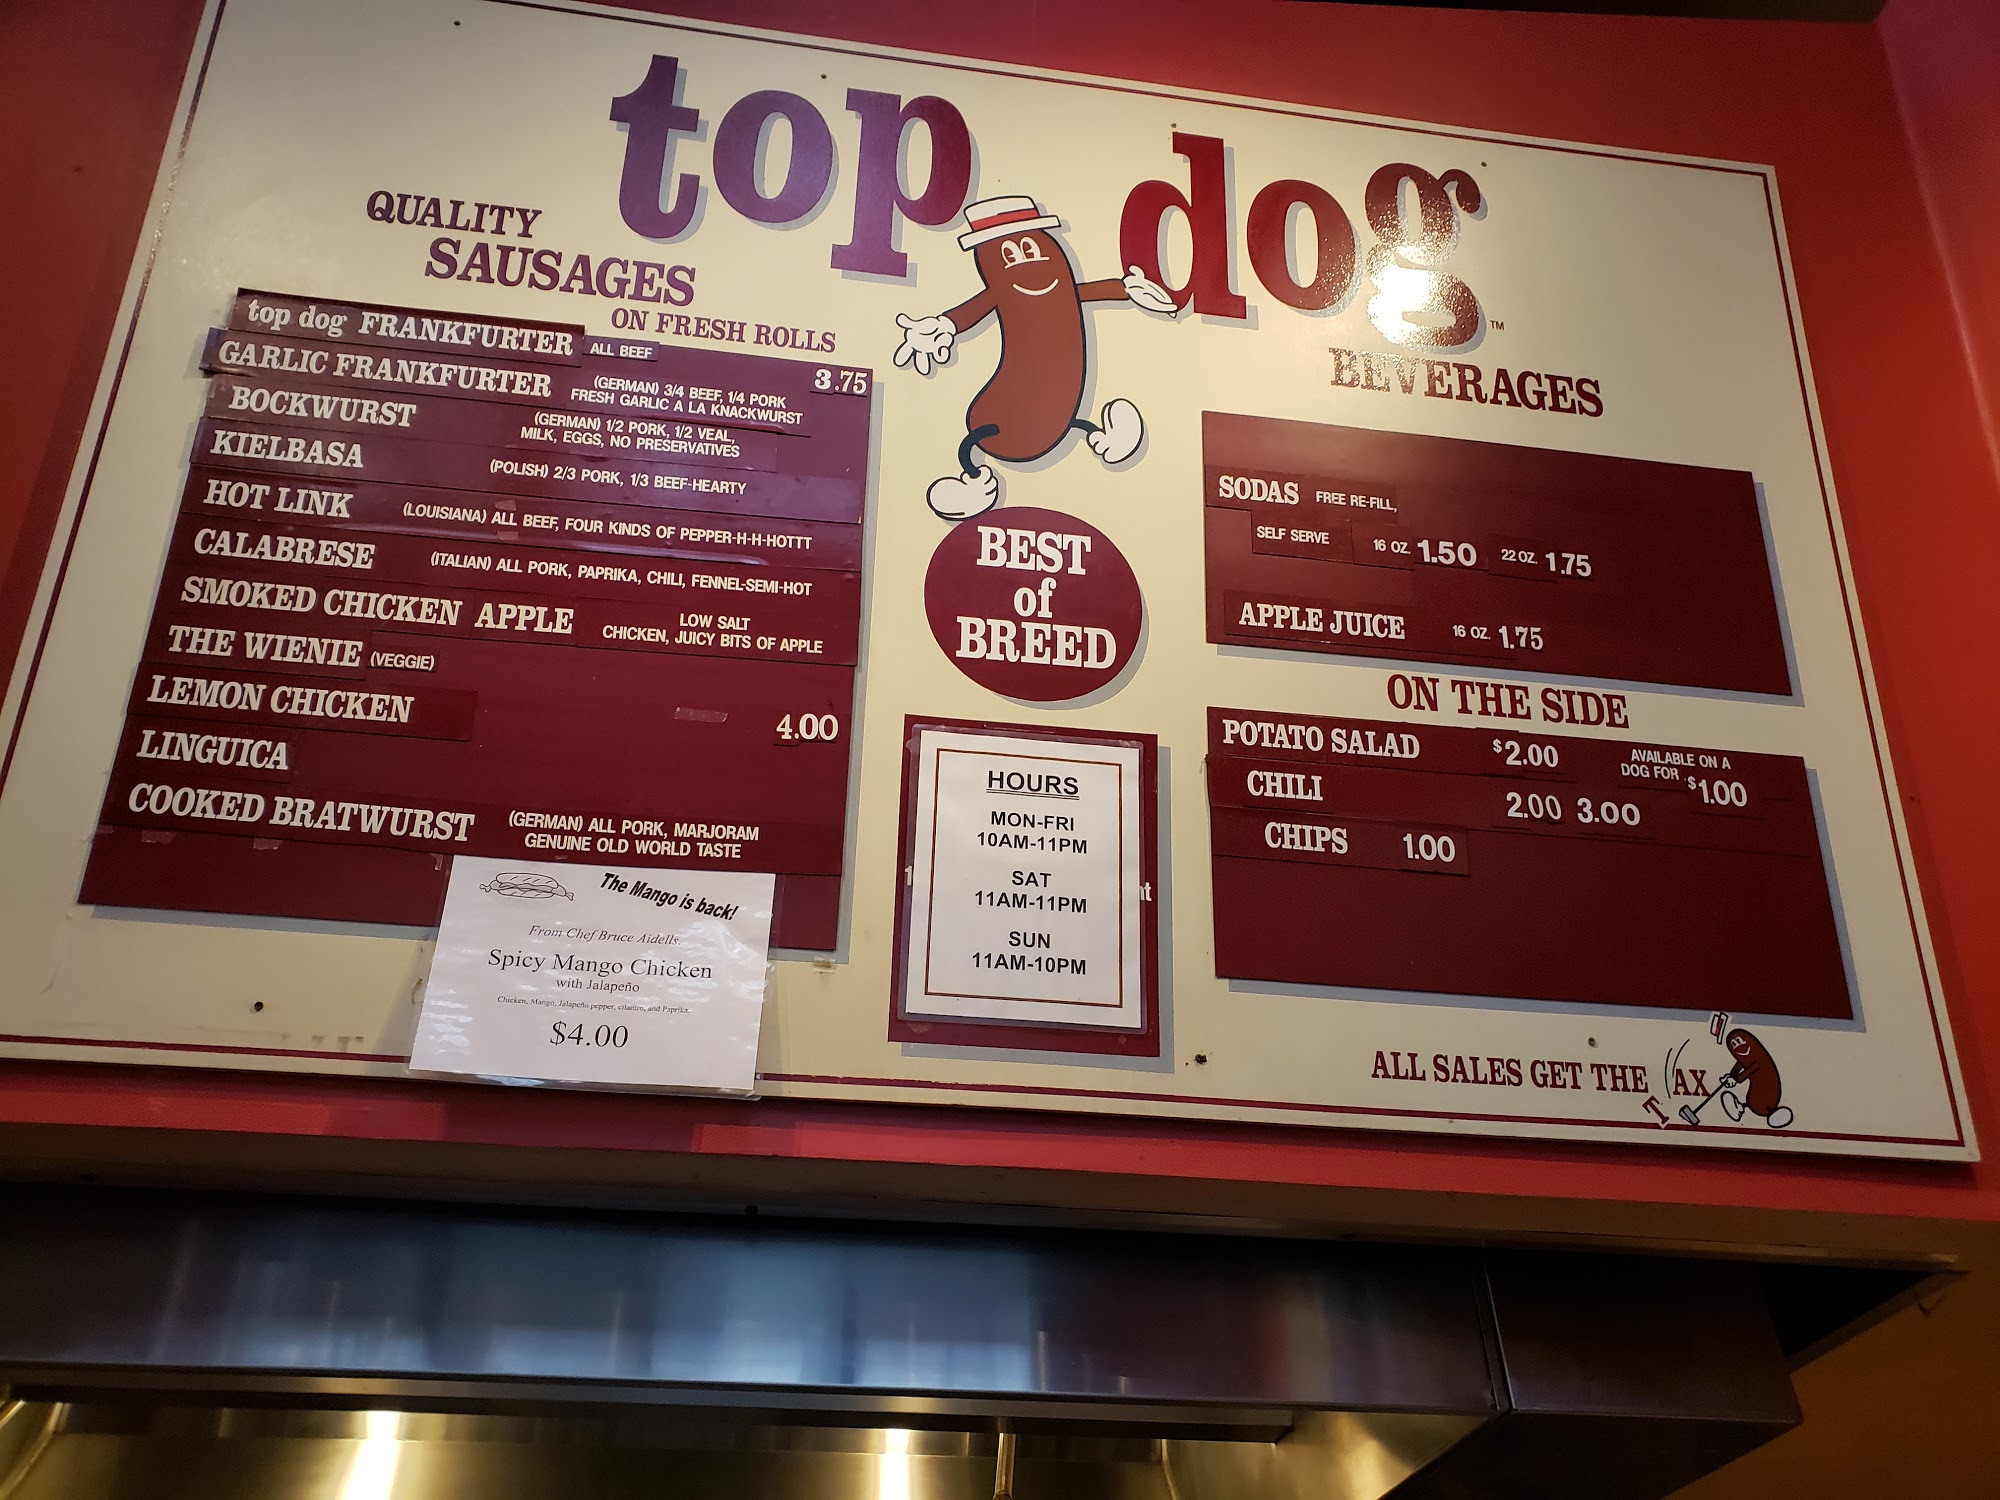 top dog
TM
QUALITY
SAUSAGES
ON FRESH ROLLS
top dog FRANKFURTER ALL BEEF 3.75
GARLIC FRANKFURTER (GERMAN) 3/4 BEEF, 1/4 PORK
FRESH GARLIC A LA KNACKWURST
BOCKWURST (GERMAN) 1/2 PORK, 1/2 VEAL,
MILK, EGGS, NO PRESERVATIVES
KIELBASA (POLISH) 2/3 PORK, 1/3 BEEF-HEARTY
HOT LINK (LOUISIANA) ALL BEEF, FOUR KINDS OF PEPPER-H-H-HOTTT
CALABRESE (ITALIAN) ALL PORK, PAPRIKA, CHILI, FENNEL-SEMI-HOT
SMOKED CHICKEN APPLE LOW SALT
CHICKEN, JUICY BITS OF APPLE
THE WIENIE (VEGGIE)
LEMON CHICKEN 4.00
LINGUICA
COOKED BRATWURST (GERMAN) ALL PORK, MARJORAM
GENUINE OLD WORLD TASTE
The Mango is back!
From Chef Bruce Aidells.
Spicy Mango Chicken
with Jalapeño
Chicken, Mango, Jalapeño pepper, cilantro, and Paprika.
$4.00
BEST
of
BREED
HOURS
MON-FRI
10AM-11PM
SAT
11AM-11PM
SUN
11AM-10PM
BEVERAGES
SODAS FREE RE-FILL,
SELF SERVE 16 OZ. 1.50 22 OZ. 1.75
APPLE JUICE 16 OZ. 1.75
ON THE SIDE
POTATO SALAD $2.00 AVAILABLE ON A
DOG FOR $1.00
CHILI 2.00 3.00
CHIPS 1.00
ALL SALES GET THE TAX